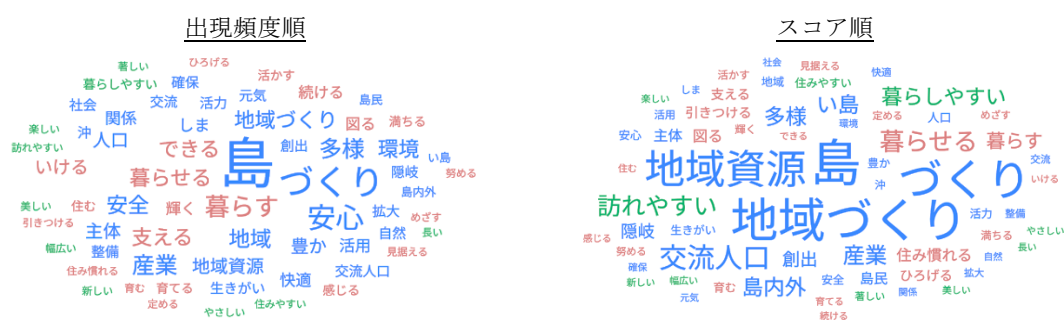 出現頻度順
著しい
ひろげる
暮らしやすい
確保
活かす
社会
関係
交流
活力
元気
続ける
島民
楽しい
沖
人口
しま
地域づくり
図る
満ちる
訪れやすい
いける
できる
島
創出
多様
環境
い島
暮らせる
づくり
隠岐
努める
島内外
美しい
住む
安全
輝く
暮らす
安心
拡大
めざす
引きつける
主体
支える
地域
豊か
活用
自然
長い
幅広い
整備
見据える
住み慣れる
産業
地域資源
快適
交流人口
新しい
育む
育てる
生きがい
感じる
定める
やさしい
住みやすい
スコア順
社会
見据える
活かす
地域
住みやすい
快適
しま
支える
楽しい
暮らしやすい
活用
引きつける
多様
い島
定める
人口
めざす
安心
主体
図る
輝く
できる
環境
暮らせる
暮らす
住む
地域資源
島
豊か
沖
づくり
交流
いける
訪れやすい
地域づくり
活力
整備
感じる
隠岐
生きがい
満ちる
やさしい
努める
交流人口
創出
産業
住み慣れる
長い
自然
確保
新しい
幅広い
育む
島内外
安全
島民
ひろげる
拡大
元気
著しい
関係
美しい
育てる
続ける